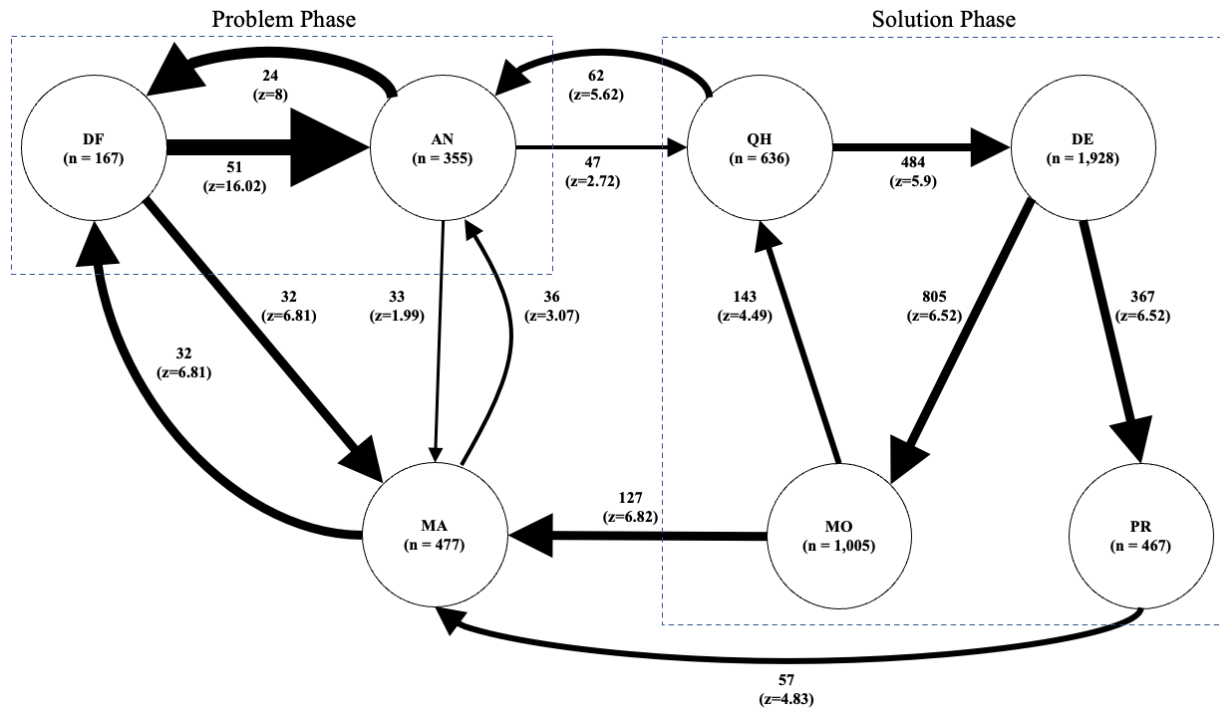 Problem Phase
Solution Phase
24
(z=8)
62
(z=5.62)
DF
(n = 167)
AN
(n = 355)
QH
(n = 636)
DE
(n = 1,928)
51
(z=16.02)
47
(z=2.72)
484
(z=5.9)
32
(z=6.81)
33
(z=1.99)
36
(z=3.07)
143
(z=4.49)
805
(z=6.52)
367
(z=6.52)
32
(z=6.81)
127
(z=6.82)
MA
(n = 477)
MO
(n = 1,005)
PR
(n = 467)
57
(z=4.83)